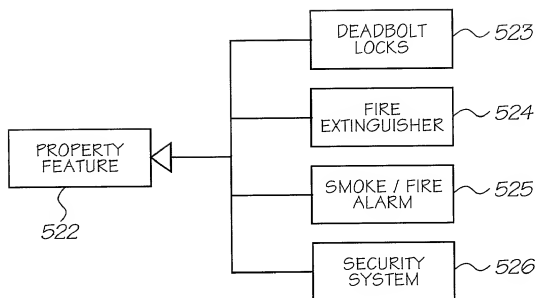 DEADBOLT
LOCKS
523
FIRE
EXTINGUISHER
524
PROPERTY
FEATURE
522
SMOKE / FIRE
ALARM
525
SECURITY
SYSTEM
526